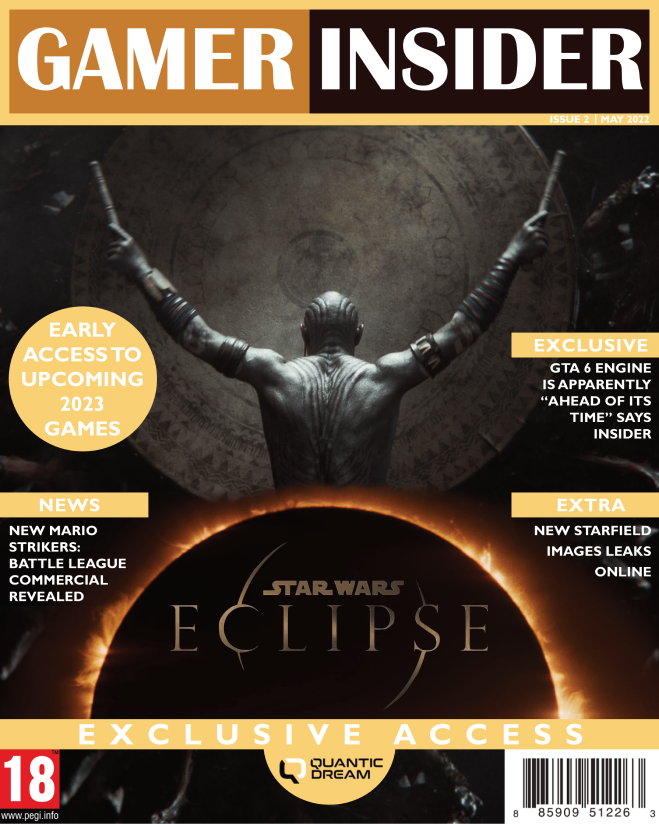 GAMER INSIDER
ISSUE 2 | MAY 2022
EARLY
ACCESS TO
UPCOMING
2023
GAMES
EXCLUSIVE
GTA 6 ENGINE
IS APPARENTLY
“AHEAD OF ITS
TIME” SAYS
INSIDER
NEWS
NEW MARIO
STRIKERS:
BATTLE LEAGUE
COMMERCIAL
REVEALED
EXTRA
NEW STARFIELD
IMAGES LEAKS
ONLINE
STAR WARS
ECLIPSE
EXCLUSIVE ACCESS
QUANTIC
DREAM
18
www.pegi.info
8 85909 51226 3